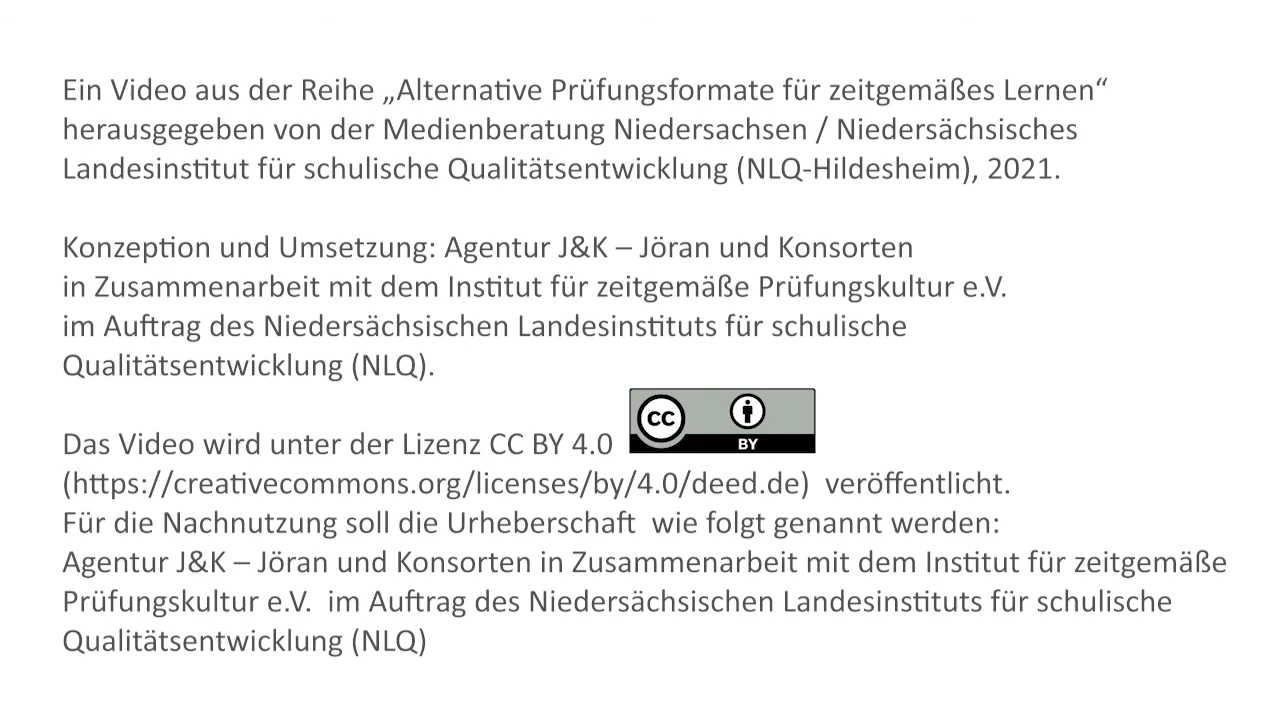 Ein Video aus der Reihe „Alternative Prüfungsformate für zeitgemäßes Lernen“
herausgegeben von der Medienberatung Niedersachsen / Niedersächsisches
Landesinstitut für schulische Qualitätsentwicklung (NLQ-Hildesheim), 2021.
Konzeption und Umsetzung: Agentur J&K – Jöran und Konsorten
in Zusammenarbeit mit dem Institut für zeitgemäße Prüfungskultur e.V.
im Auftrag des Niedersächsischen Landesinstituts für schulische
Qualitätsentwicklung (NLQ).
Das Video wird unter der Lizenz CC BY 4.0 CC BY
(https://creativecommons.org/licenses/by/4.0/deed.de) veröffentlicht.
Für die Nachnutzung soll die Urheberschaft wie folgt genannt werden:
Agentur J&K – Jöran und Konsorten in Zusammenarbeit mit dem Institut für zeitgemäße
Prüfungskultur e.V. im Auftrag des Niedersächsischen Landesinstituts für schulische
Qualitätsentwicklung (NLQ)